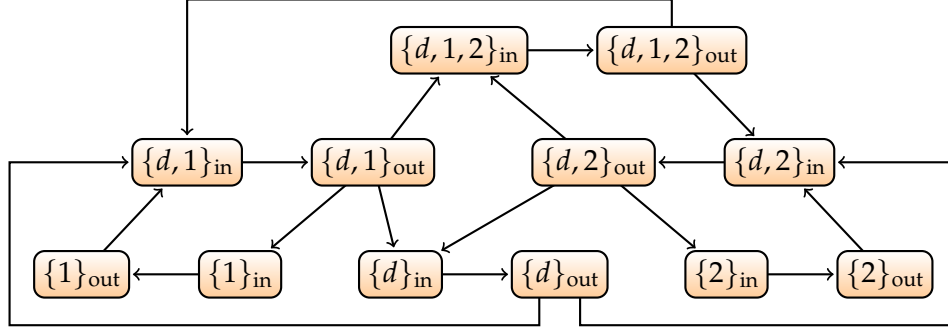 {d, 1, 2}in {d, 1, 2}out
{d, 1}in {d, 1}out {d, 2}out {d, 2}in
{1}out {1}in {d}in {d}out {2}in {2}out